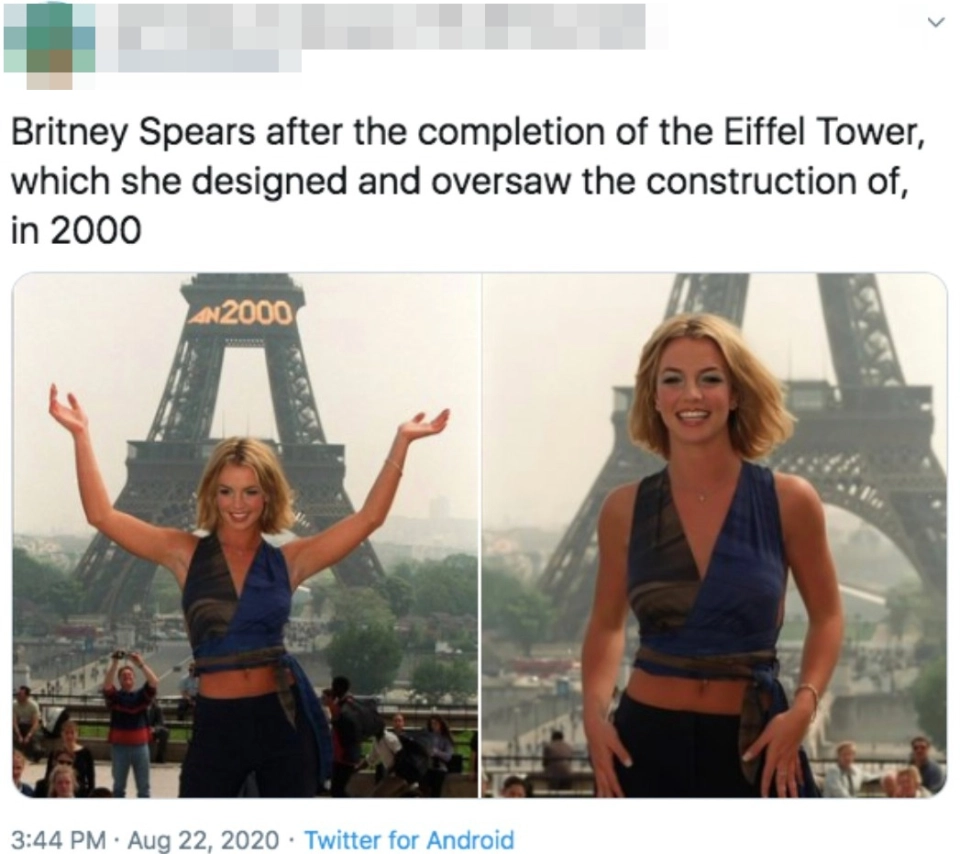 Britney Spears after the completion of the Eiffel Tower,
which she designed and oversaw the construction of,
in 2000
AN2000
3:44 PM · Aug 22, 2020 · Twitter for Android